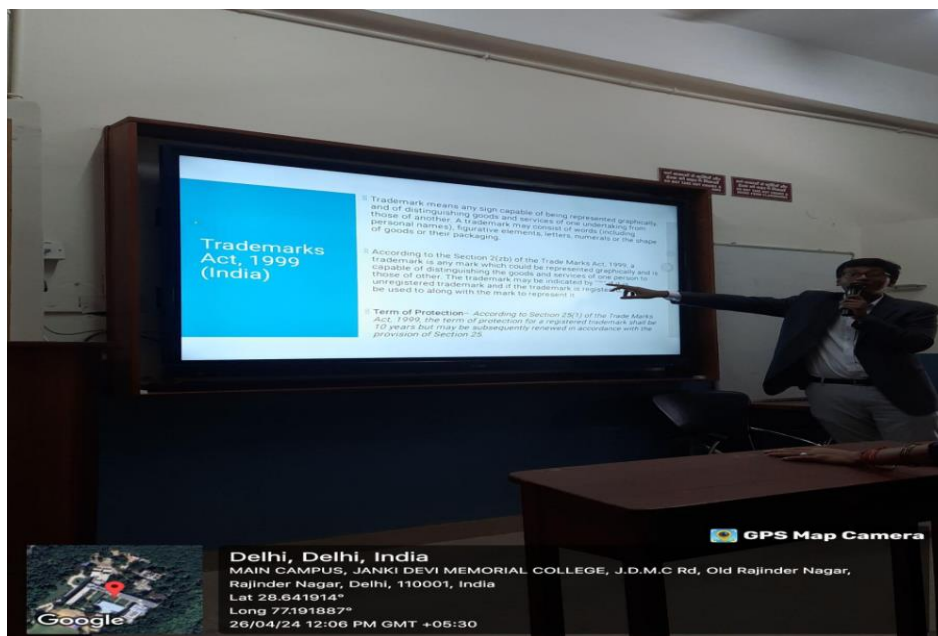 Trademarks
Act, 1999
(India)
Trademark means any sign capable of being represented graphically
and of distinguishing goods and services of one undertaking from
those of another. A trademark may consist of words (including
personal names), figurative elements, letters, numerals or the shape
of goods or their packaging.
According to the Section 2(zb) of the Trade Marks Act, 1999, a
trademark is any mark which could be represented graphically and is
capable of distinguishing the goods and services of one person to
those of other. The trademark may be indicated by
unregistered trademark and if the trademark is
be used to along with the mark to represent it.
Term of Protection– According to Section 25(1) of the Trade Marks
Act, 1999, the term of protection for a registered trademark shall be
10 years but may be subsequently renewed in accordance with the
provision of Section 25.
GPS Map Camera
Google
Delhi, Delhi, India
MAIN CAMPUS, JANKI DEVI MEMORIAL COLLEGE, J.D.M.C Rd, Old Rajinder Nagar,
Rajinder Nagar, Delhi, 110001, India
Lat 28.641914°
Long 77.191887°
26/04/24 12:06 PM GMT +05:30